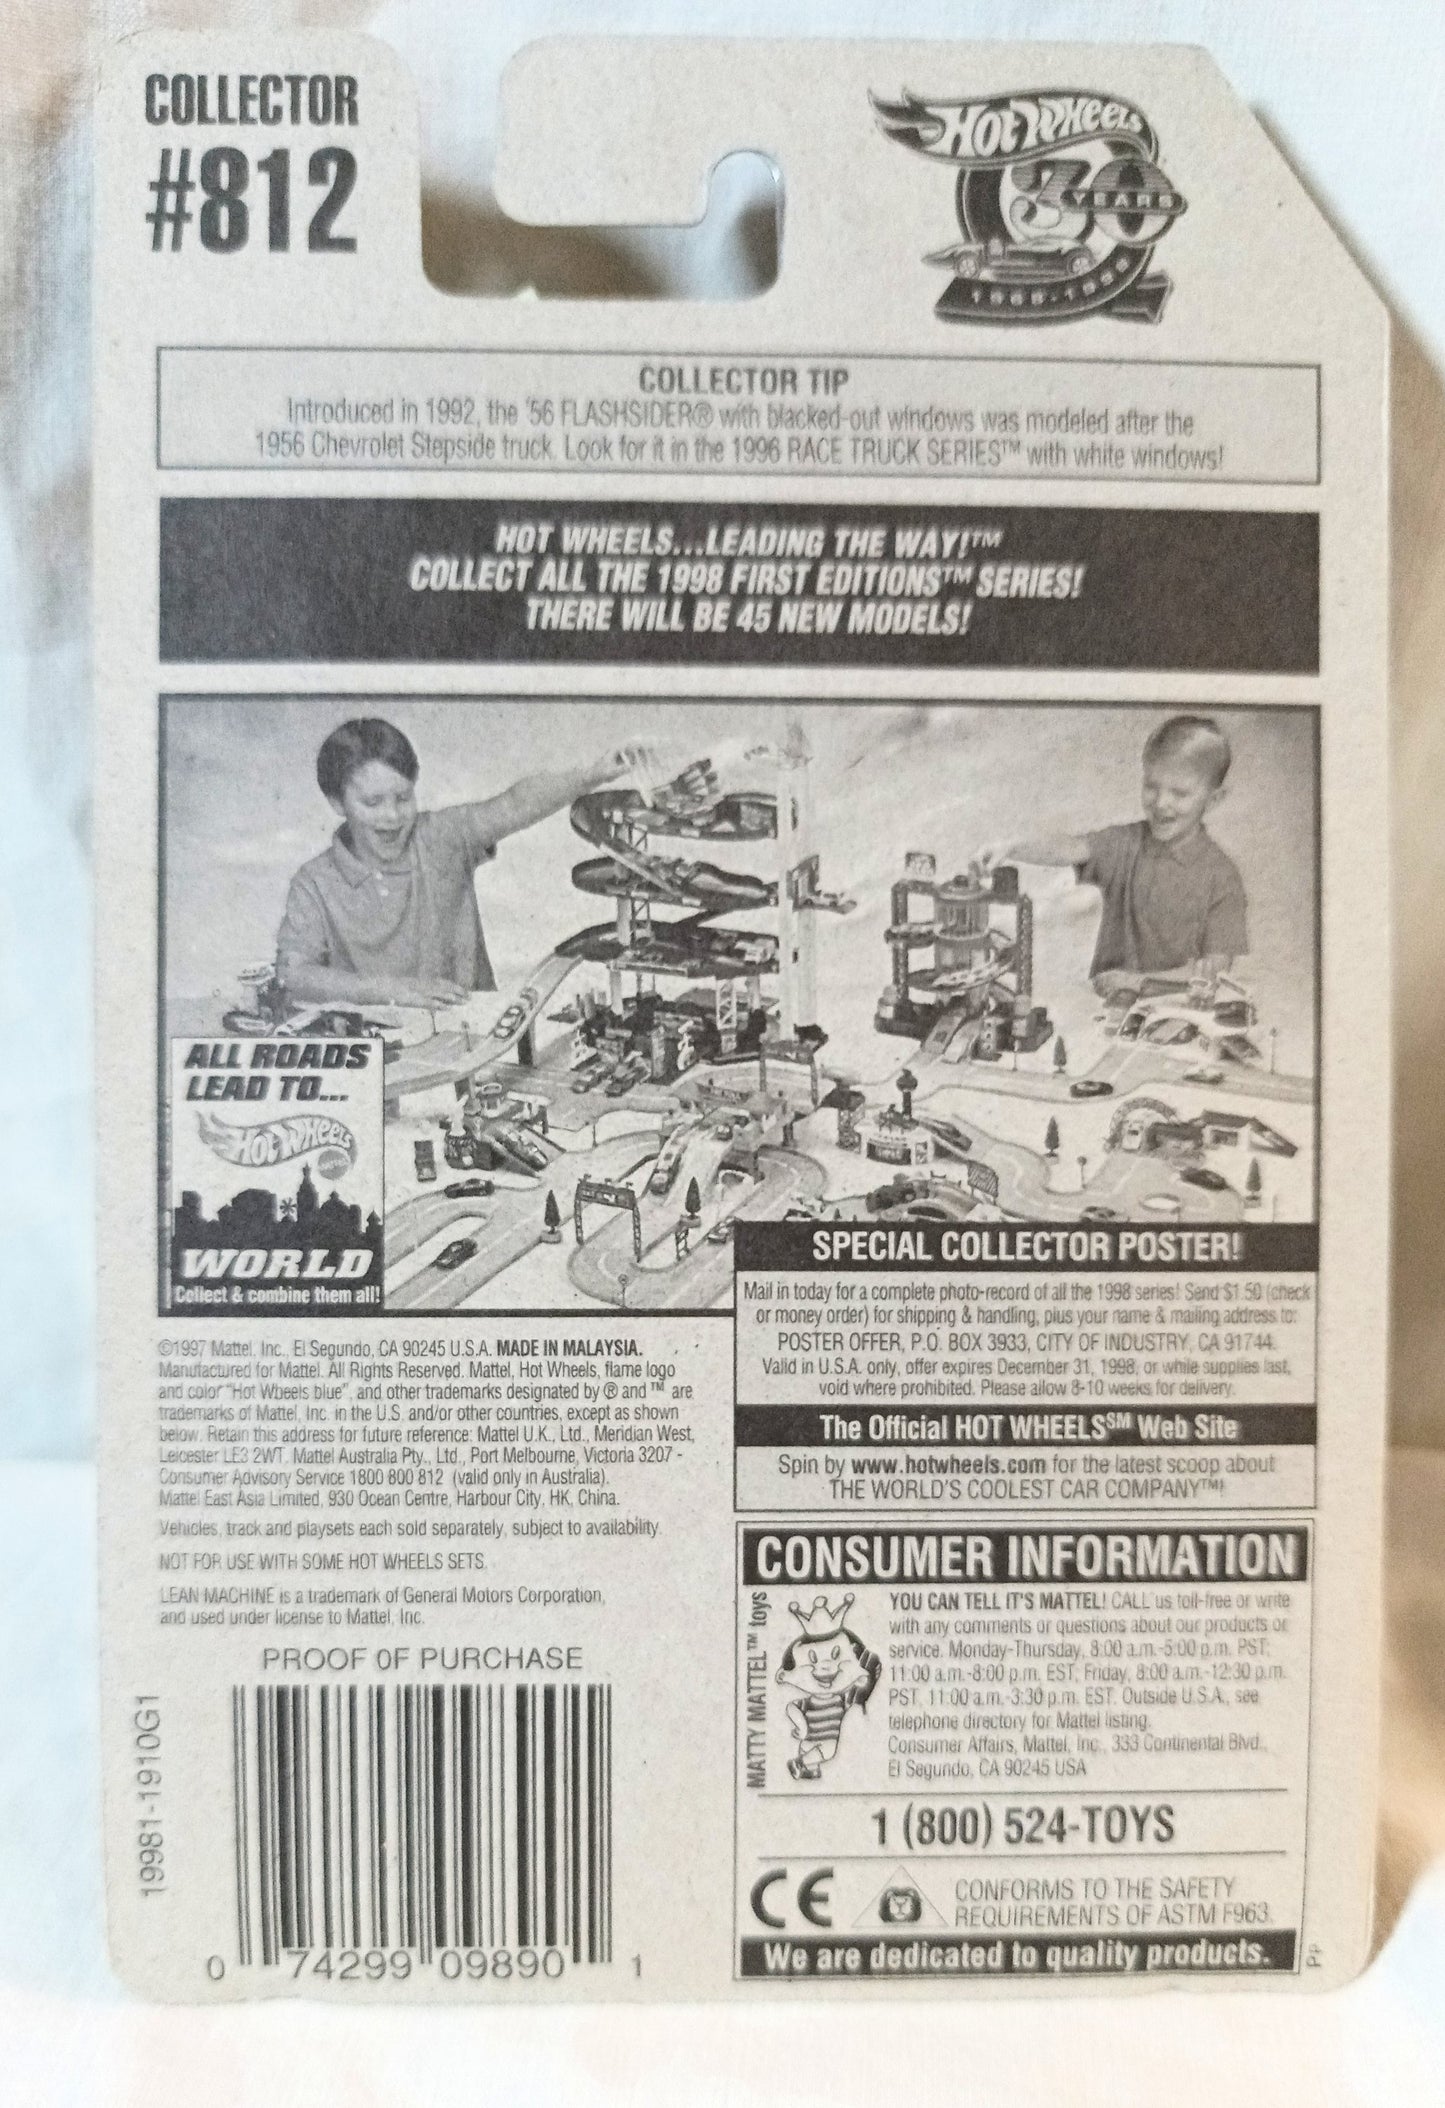 COLLECTOR
#812
HOT WHEELS
30
YEARS
COLLECTOR TIP
Introduced in 1992, the '56 FLASHSIDER® with blacked-out windows was modeled after the
1956 Chevrolet Stepside truck. Look for it in the 1996 RACE TRUCK SERIES™ with white windows!
HOT WHEELS...LEADING THE WAY!™
COLLECT ALL THE 1998 FIRST EDITIONS™ SERIES!
THERE WILL BE 45 NEW MODELS!
ALL ROADS
LEAD TO...
HOT WHEELS
WORLD
Collect & combine them all!
SPECIAL COLLECTOR POSTER!
Mail in today for a complete photo-record of all the 1998 series! Send $1.50 (check
or money order) for shipping & handling, plus your name & mailing address to:
POSTER OFFER, P.O. BOX 3933, CITY OF INDUSTRY, CA 91744.
Valid in U.S.A. only, offer expires December 31, 1998, or while supplies last,
void where prohibited. Please allow 8-10 weeks for delivery.
The Official HOT WHEELS℠ Web Site
Spin by www.hotwheels.com for the latest scoop about
THE WORLD'S COOLEST CAR COMPANY™!
©1997 Mattel, Inc., El Segundo, CA 90245 U.S.A. MADE IN MALAYSIA.
Manufactured for Mattel. All Rights Reserved. Mattel, Hot Wheels, flame logo
and color "Hot Wheels blue", and other trademarks designated by ® and ™ are
trademarks of Mattel, Inc. in the U.S. and/or other countries, except as shown
below. Retain this address for future reference: Mattel U.K., Ltd., Meridian West,
Leicester LE3 2WT. Mattel Australia Pty., Ltd., Port Melbourne, Victoria 3207 -
Consumer Advisory Service 1800 800 812 (valid only in Australia).
Mattel East Asia Limited, 930 Ocean Centre, Harbour City, HK, China.
Vehicles, track and playsets each sold separately, subject to availability.
NOT FOR USE WITH SOME HOT WHEELS SETS.
LEAN MACHINE is a trademark of General Motors Corporation,
and used under license to Mattel, Inc.
PROOF OF PURCHASE
19981-1910G1
0 74299 09890 1
CONSUMER INFORMATION
MATTY MATTEL™ toys
YOU CAN TELL IT'S MATTEL! CALL us toll-free or write
with any comments or questions about our products or
service. Monday-Thursday, 8:00 a.m.-5:00 p.m. PST,
11:00 a.m.-8:00 p.m. EST; Friday, 8:00 a.m.-12:30 p.m.
PST, 11:00 a.m.-3:30 p.m. EST. Outside U.S.A., see
telephone directory for Mattel listing.
Consumer Affairs, Mattel, Inc., 333 Continental Blvd.,
El Segundo, CA 90245 USA
1 (800) 524-TOYS
CE
CONFORMS TO THE SAFETY
REQUIREMENTS OF ASTM F963.
We are dedicated to quality products.